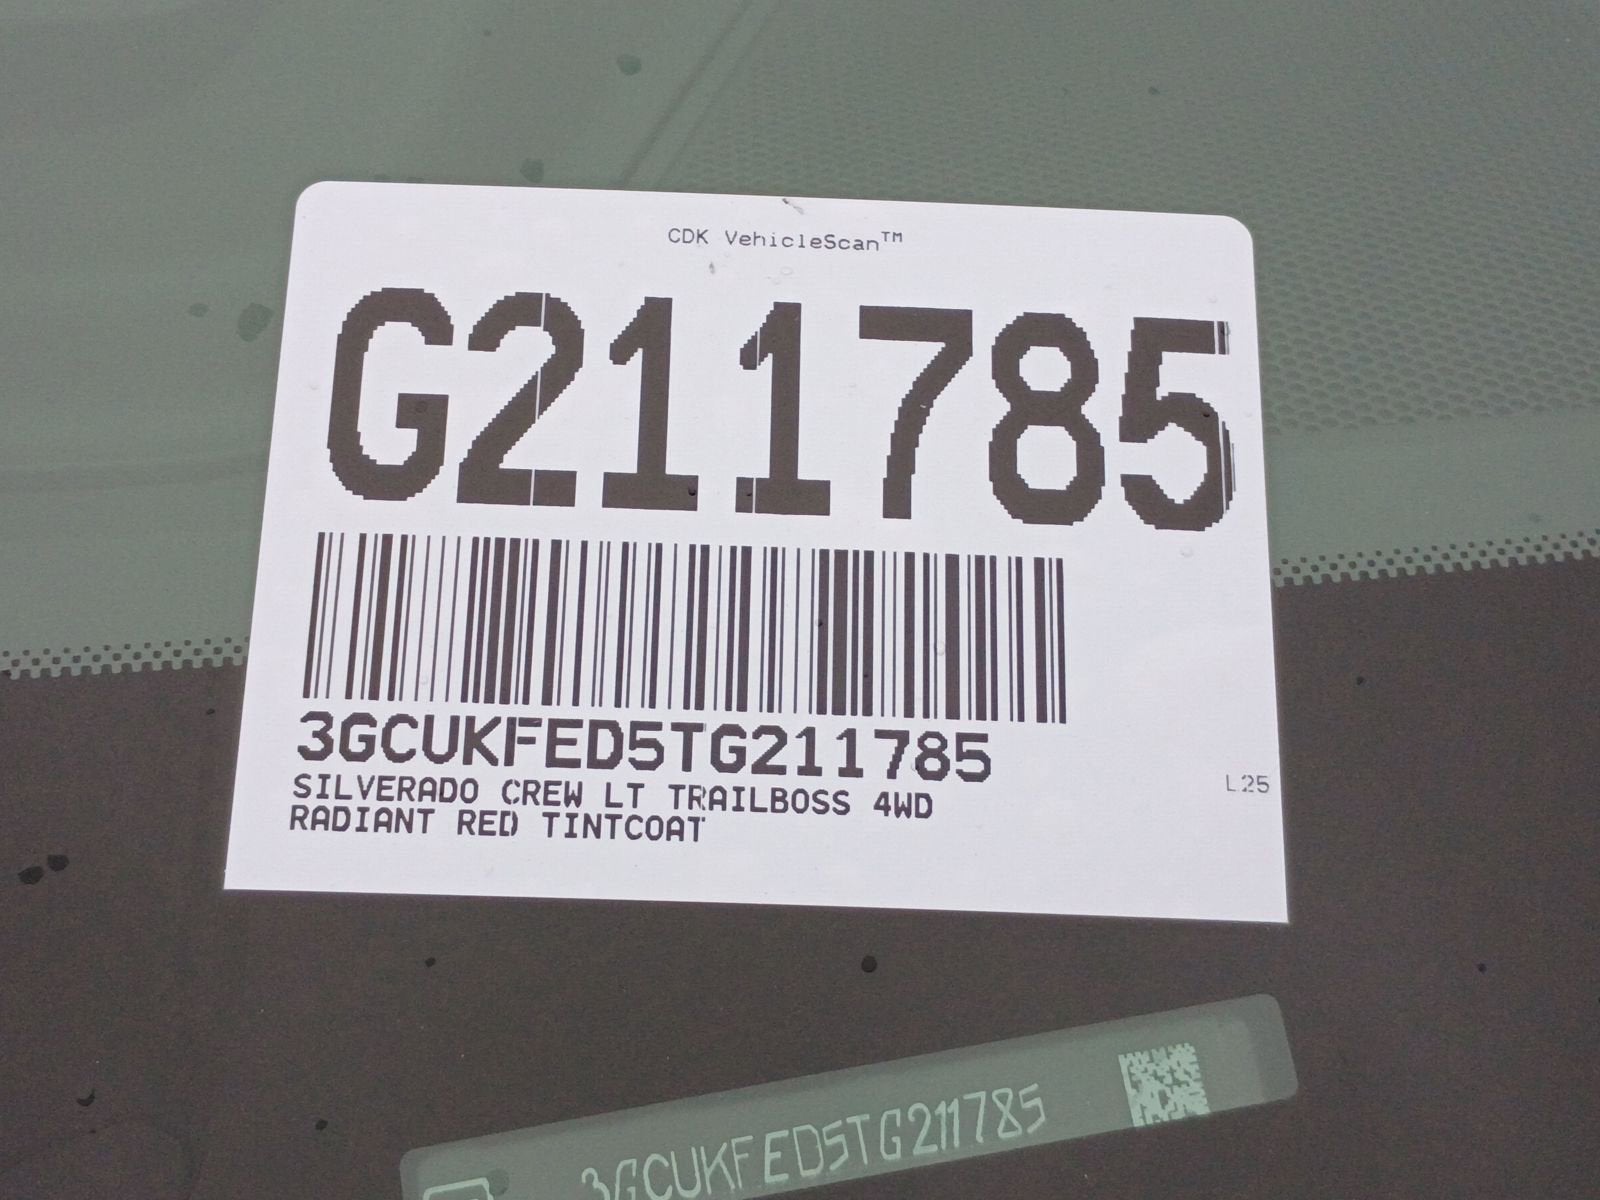 CDK VehicleScan™
G211785
3GCUKFED5TG211785
SILVERADO CREW LT TRAILBOSS 4WD
RADIANT RED TINTCOAT
L25
3GCUKFED5TG211785